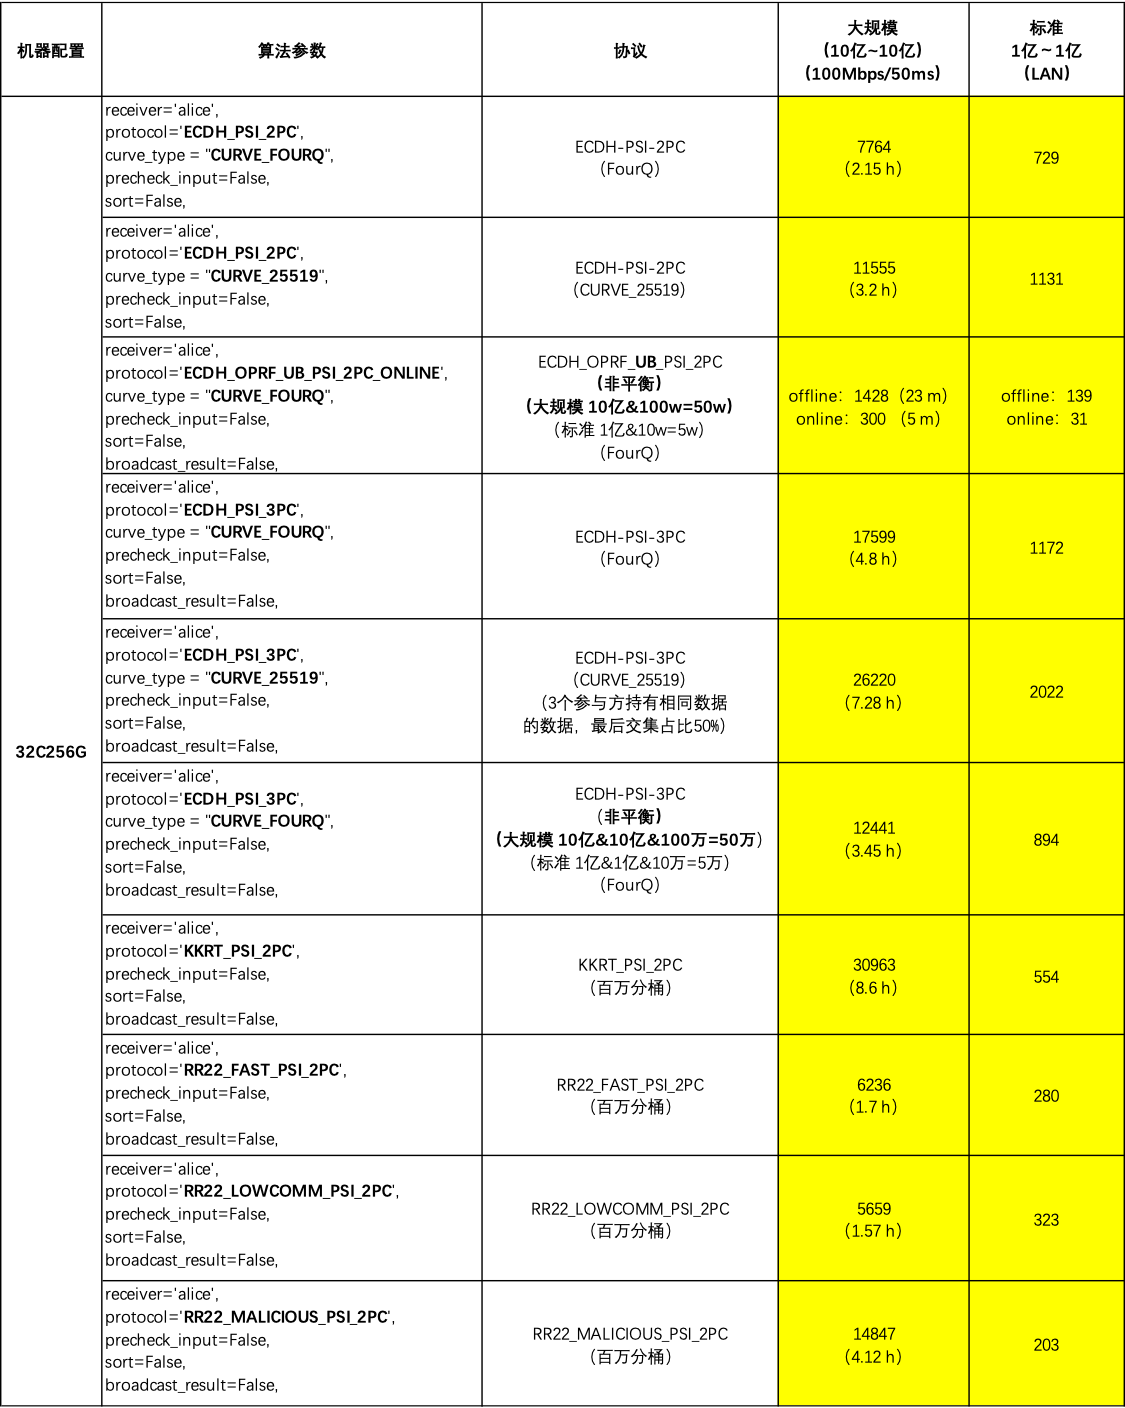 机器配置
算法参数
协议
大规模
(10亿~10亿)
(100Mbps/50ms)
标准
1亿~1亿
(LAN)
32C256G
receiver='alice',
protocol='ECDH_PSI_2PC',
curve_type = "CURVE_FOURQ",
precheck_input=False,
sort=False,
ECDH-PSI-2PC
(FourQ)
7764
(2.15 h)
729
receiver='alice',
protocol='ECDH_PSI_2PC',
curve_type = "CURVE_25519",
precheck_input=False,
sort=False,
ECDH-PSI-2PC
(CURVE_25519)
11555
(3.2 h)
1131
receiver='alice',
protocol='ECDH_OPRF_UB_PSI_2PC_ONLINE',
curve_type = "CURVE_FOURQ",
precheck_input=False,
sort=False,
broadcast_result=False,
ECDH_OPRF_UB_PSI_2PC
(非平衡)
(大规模 10亿&100w=50w)
(标准 1亿&10w=5w)
(FourQ)
offline: 1428 (23 m)
online: 300 (5 m)
offline: 139
online: 31
receiver='alice',
protocol='ECDH_PSI_3PC',
curve_type = "CURVE_FOURQ",
precheck_input=False,
sort=False,
broadcast_result=False,
ECDH-PSI-3PC
(FourQ)
17599
(4.8 h)
1172
receiver='alice',
protocol='ECDH_PSI_3PC',
curve_type = "CURVE_25519",
precheck_input=False,
sort=False,
broadcast_result=False,
ECDH-PSI-3PC
(CURVE_25519)
(3个参与方持有相同数据
的数据，最后交集占比50%)
26220
(7.28 h)
2022
receiver='alice',
protocol='ECDH_PSI_3PC',
curve_type = "CURVE_FOURQ",
precheck_input=False,
sort=False,
broadcast_result=False,
ECDH-PSI-3PC
(非平衡)
(大规模 10亿&10亿&100万=50万)
(标准 1亿&1亿&10万=5万)
(FourQ)
12441
(3.45 h)
894
receiver='alice',
protocol='KKRT_PSI_2PC',
precheck_input=False,
sort=False,
broadcast_result=False,
KKRT_PSI_2PC
(百万分桶)
30963
(8.6 h)
554
receiver='alice',
protocol='RR22_FAST_PSI_2PC',
precheck_input=False,
sort=False,
broadcast_result=False,
RR22_FAST_PSI_2PC
(百万分桶)
6236
(1.7 h)
280
receiver='alice',
protocol='RR22_LOWCOMM_PSI_2PC',
precheck_input=False,
sort=False,
broadcast_result=False,
RR22_LOWCOMM_PSI_2PC
(百万分桶)
5659
(1.57 h)
323
receiver='alice',
protocol='RR22_MALICIOUS_PSI_2PC',
precheck_input=False,
sort=False,
broadcast_result=False,
RR22_MALICIOUS_PSI_2PC
(百万分桶)
14847
(4.12 h)
203